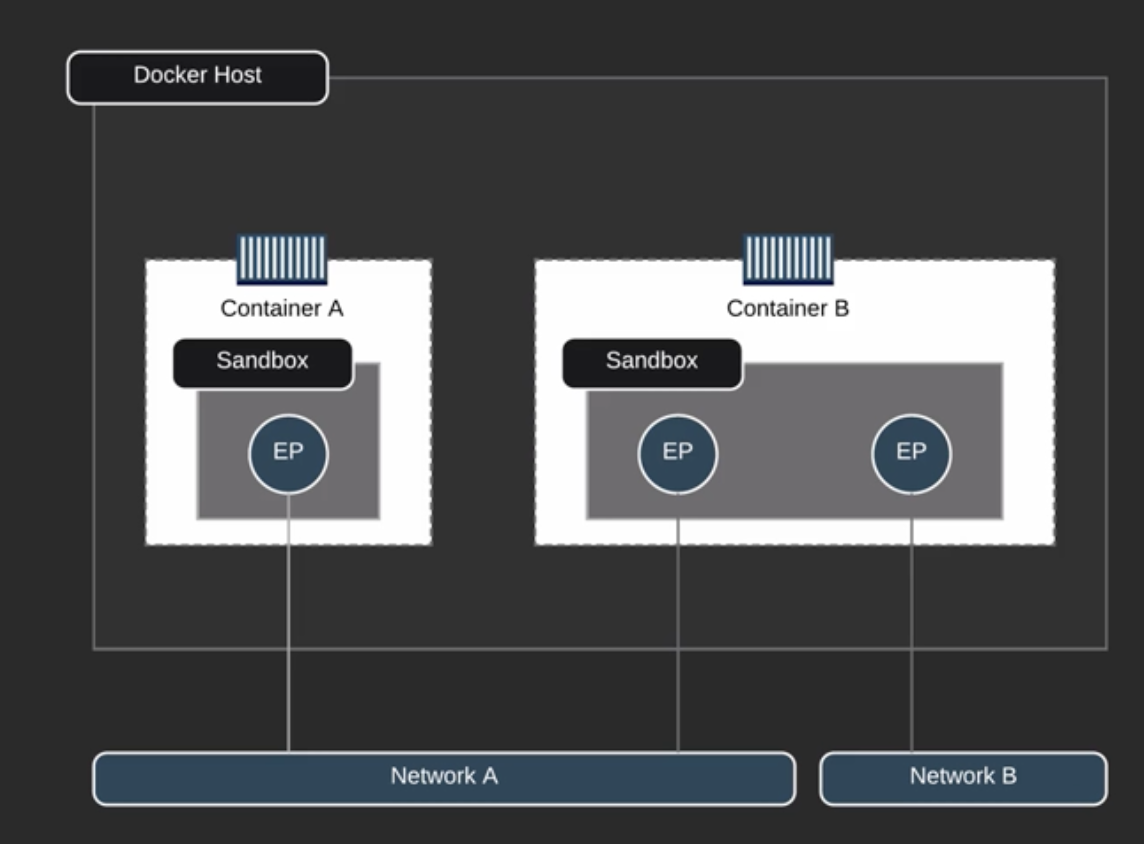 Docker Host
Container A
Container B
Sandbox
Sandbox
EP
EP
EP
Network A
Network B